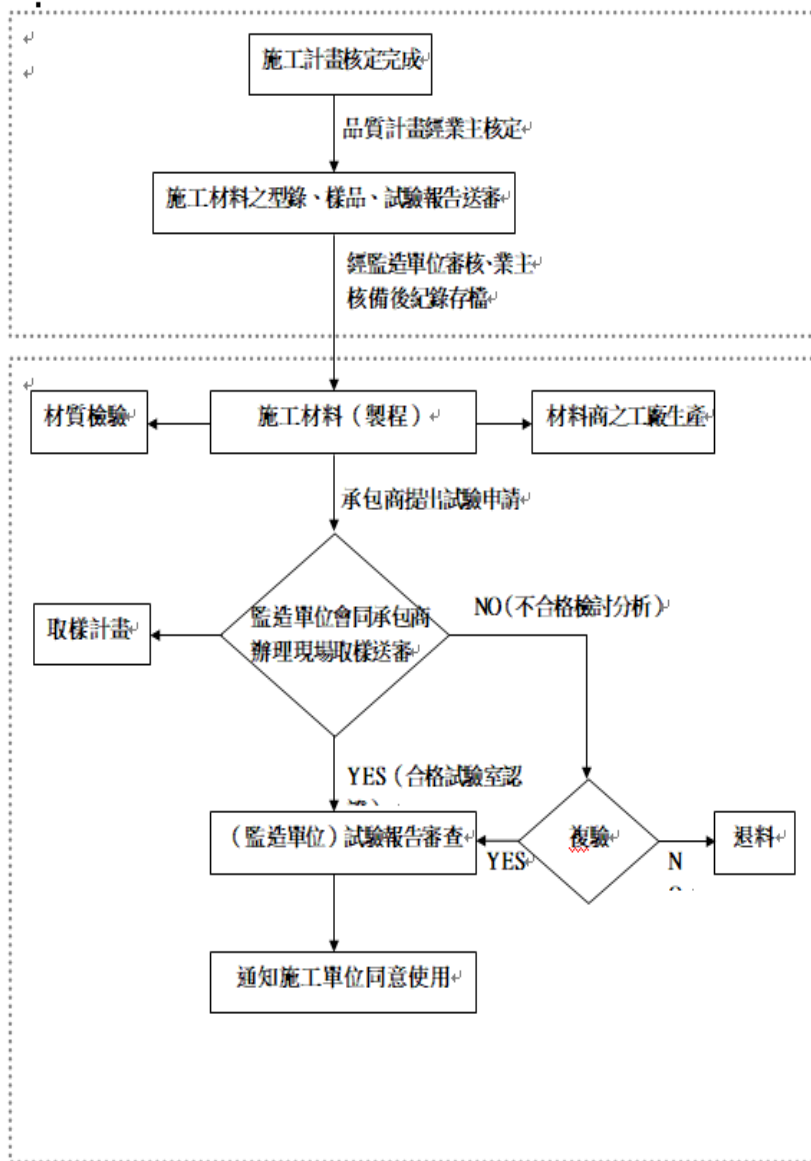 施工計畫核定完成
品質計畫經業主核定
施工材料之型錄、樣品、試驗報告送審
經監造單位審核、業主
核備後紀錄存檔
材質檢驗
施工材料（製程）
材料商之工廠生產
承包商提出試驗申請
取樣計畫
監造單位會同承包商
辦理現場取樣送審
NO(不合格檢討分析)
YES（合格試驗室認
（監造單位）試驗報告審查
YES
複驗
N
退料
通知施工單位同意使用